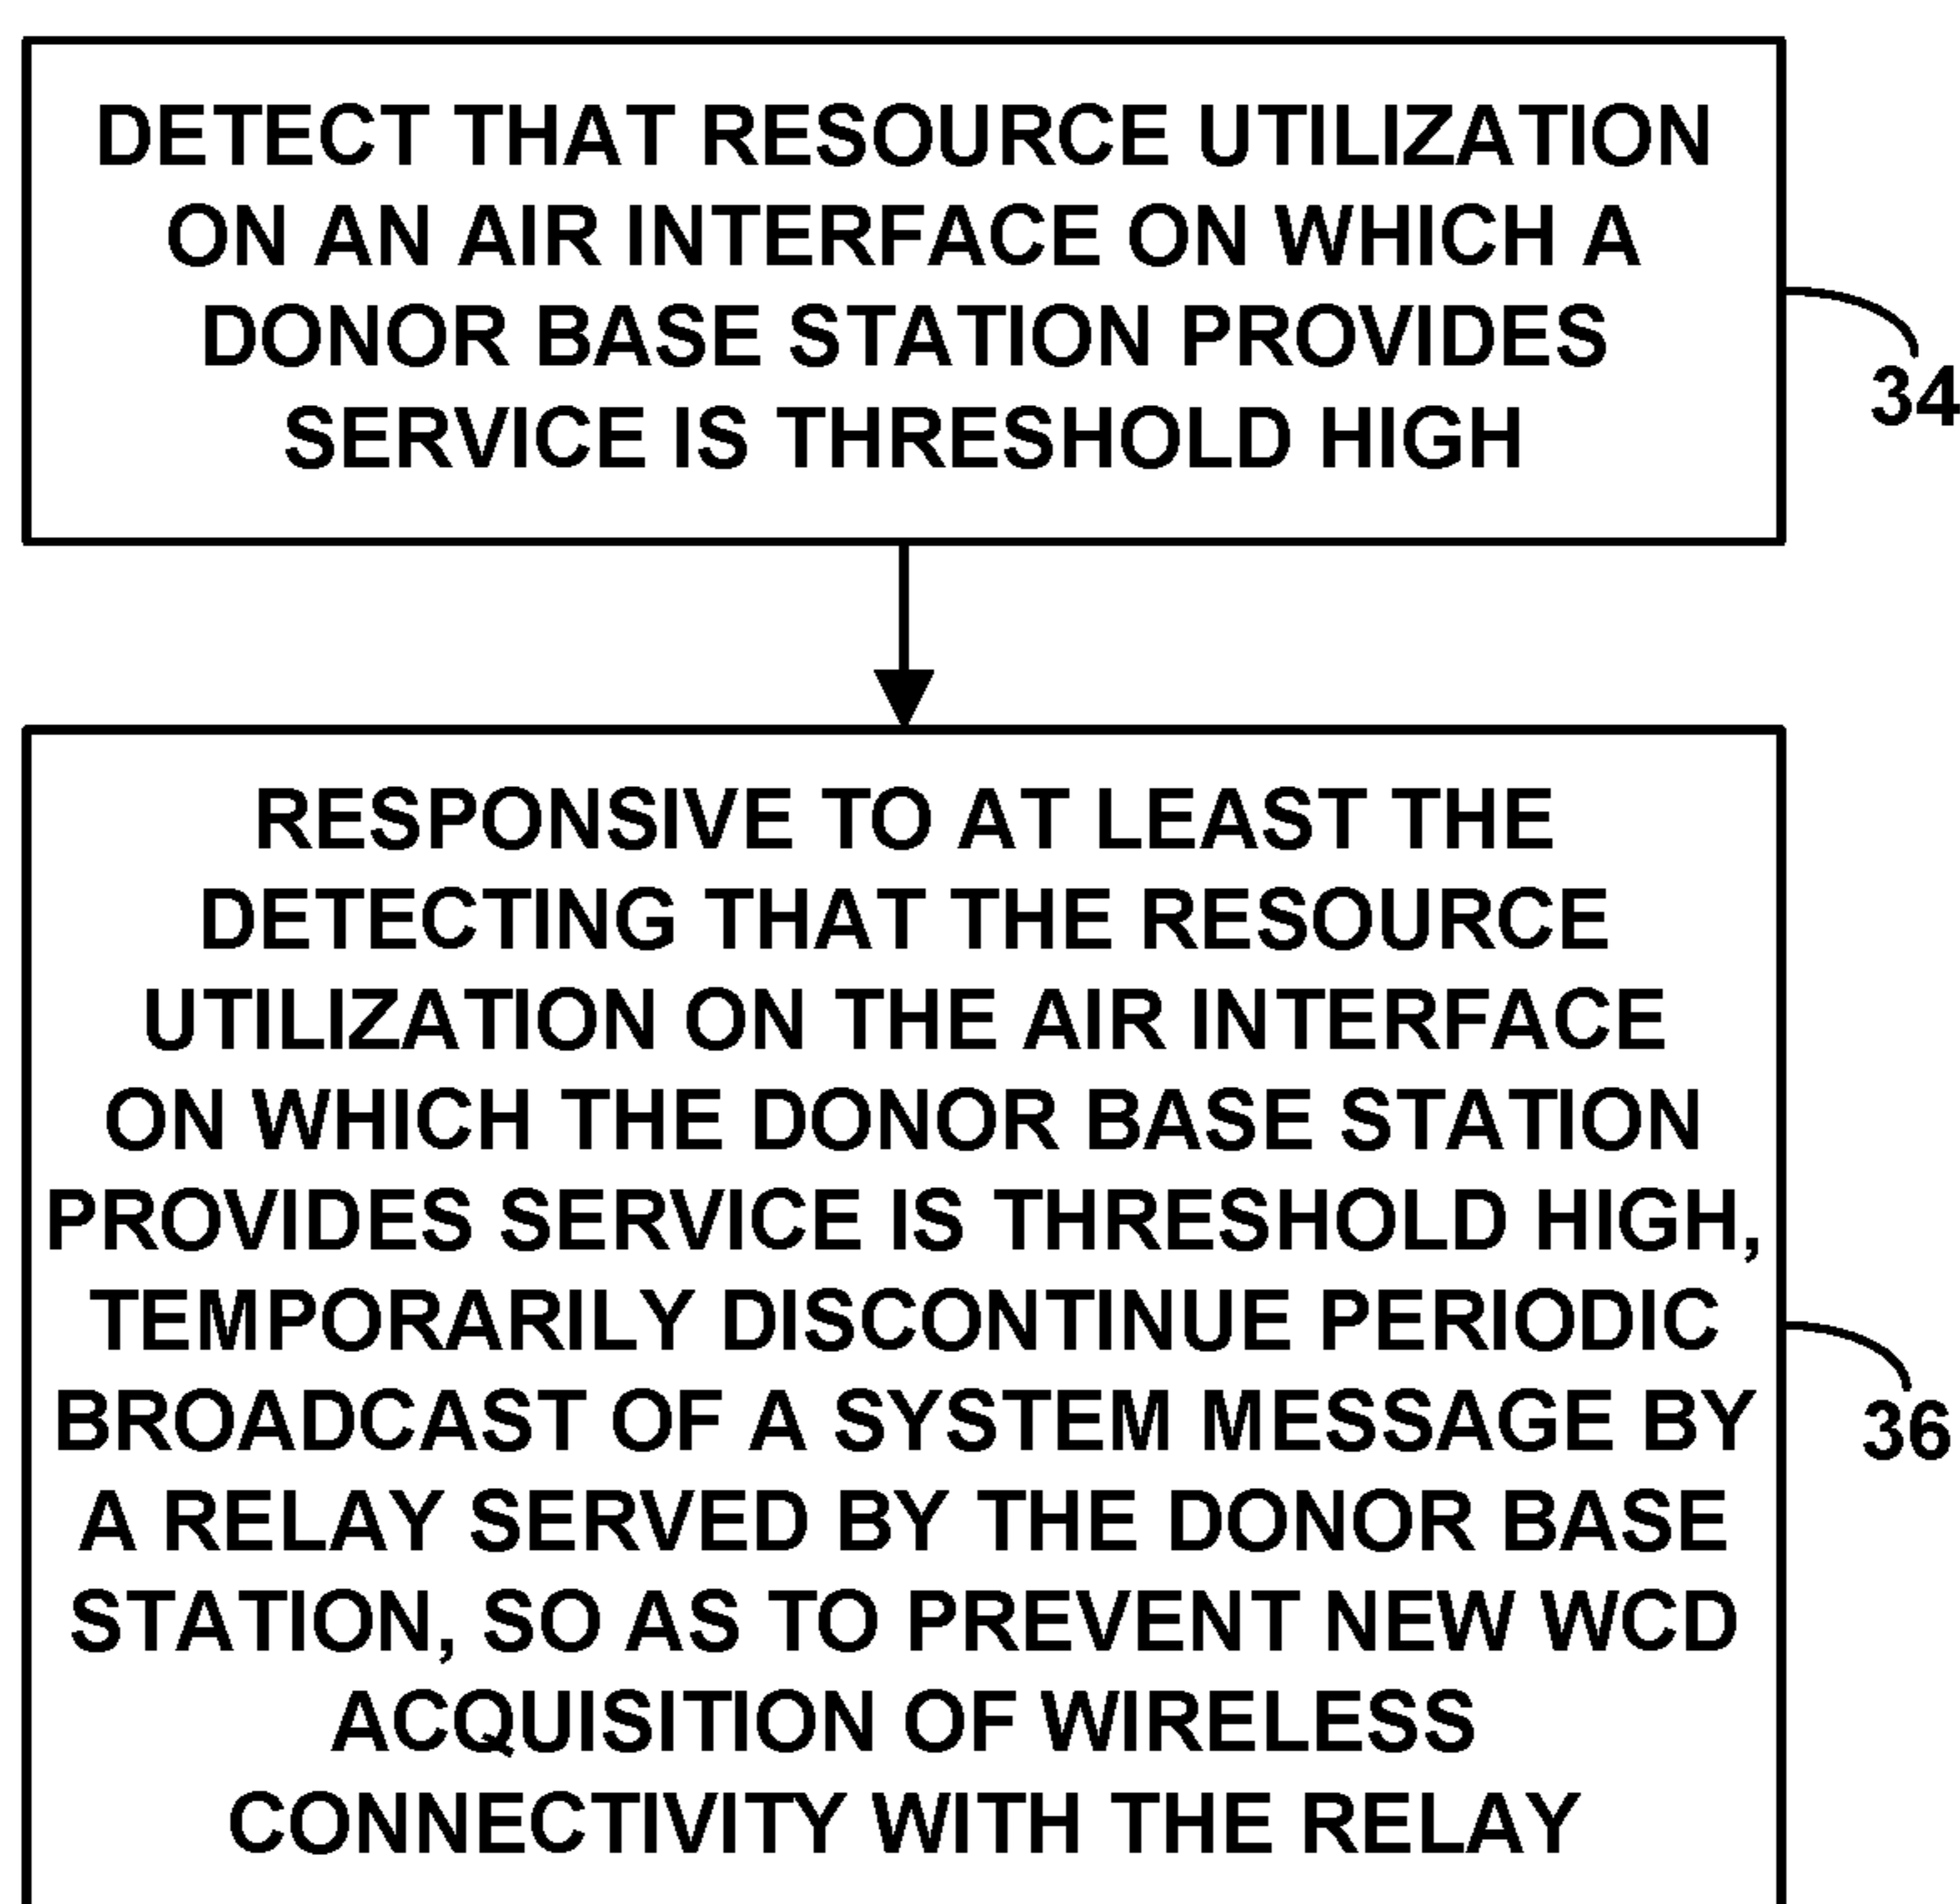 DETECT THAT RESOURCE UTILIZATION
ON AN AIR INTERFACE ON WHICH A
DONOR BASE STATION PROVIDES
SERVICE IS THRESHOLD HIGH
34
RESPONSIVE TO AT LEAST THE
DETECTING THAT THE RESOURCE
UTILIZATION ON THE AIR INTERFACE
ON WHICH THE DONOR BASE STATION
PROVIDES SERVICE IS THRESHOLD HIGH,
TEMPORARILY DISCONTINUE PERIODIC
BROADCAST OF A SYSTEM MESSAGE BY
A RELAY SERVED BY THE DONOR BASE
STATION, SO AS TO PREVENT NEW WCD
ACQUISITION OF WIRELESS
CONNECTIVITY WITH THE RELAY
36